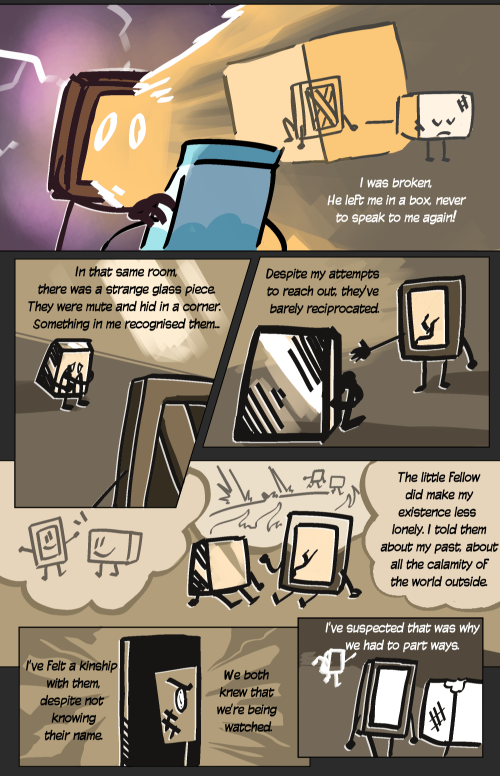 I was broken.
He left me in a box, never
to speak to me again!
In that same room,
there was a strange glass piece.
They were mute and hid in a corner.
Something in me recognised them...
Despite my attempts
to reach out, they've
barely reciprocated.
The little Fellow
did make my
existence less
lonely. I told them
about my past, about
all the calamity of
the world outside.
I've felt a kinship
with them,
despite not
knowing
their name.
We both
knew that
we're being
watched.
I've suspected that was why
we had to part ways.